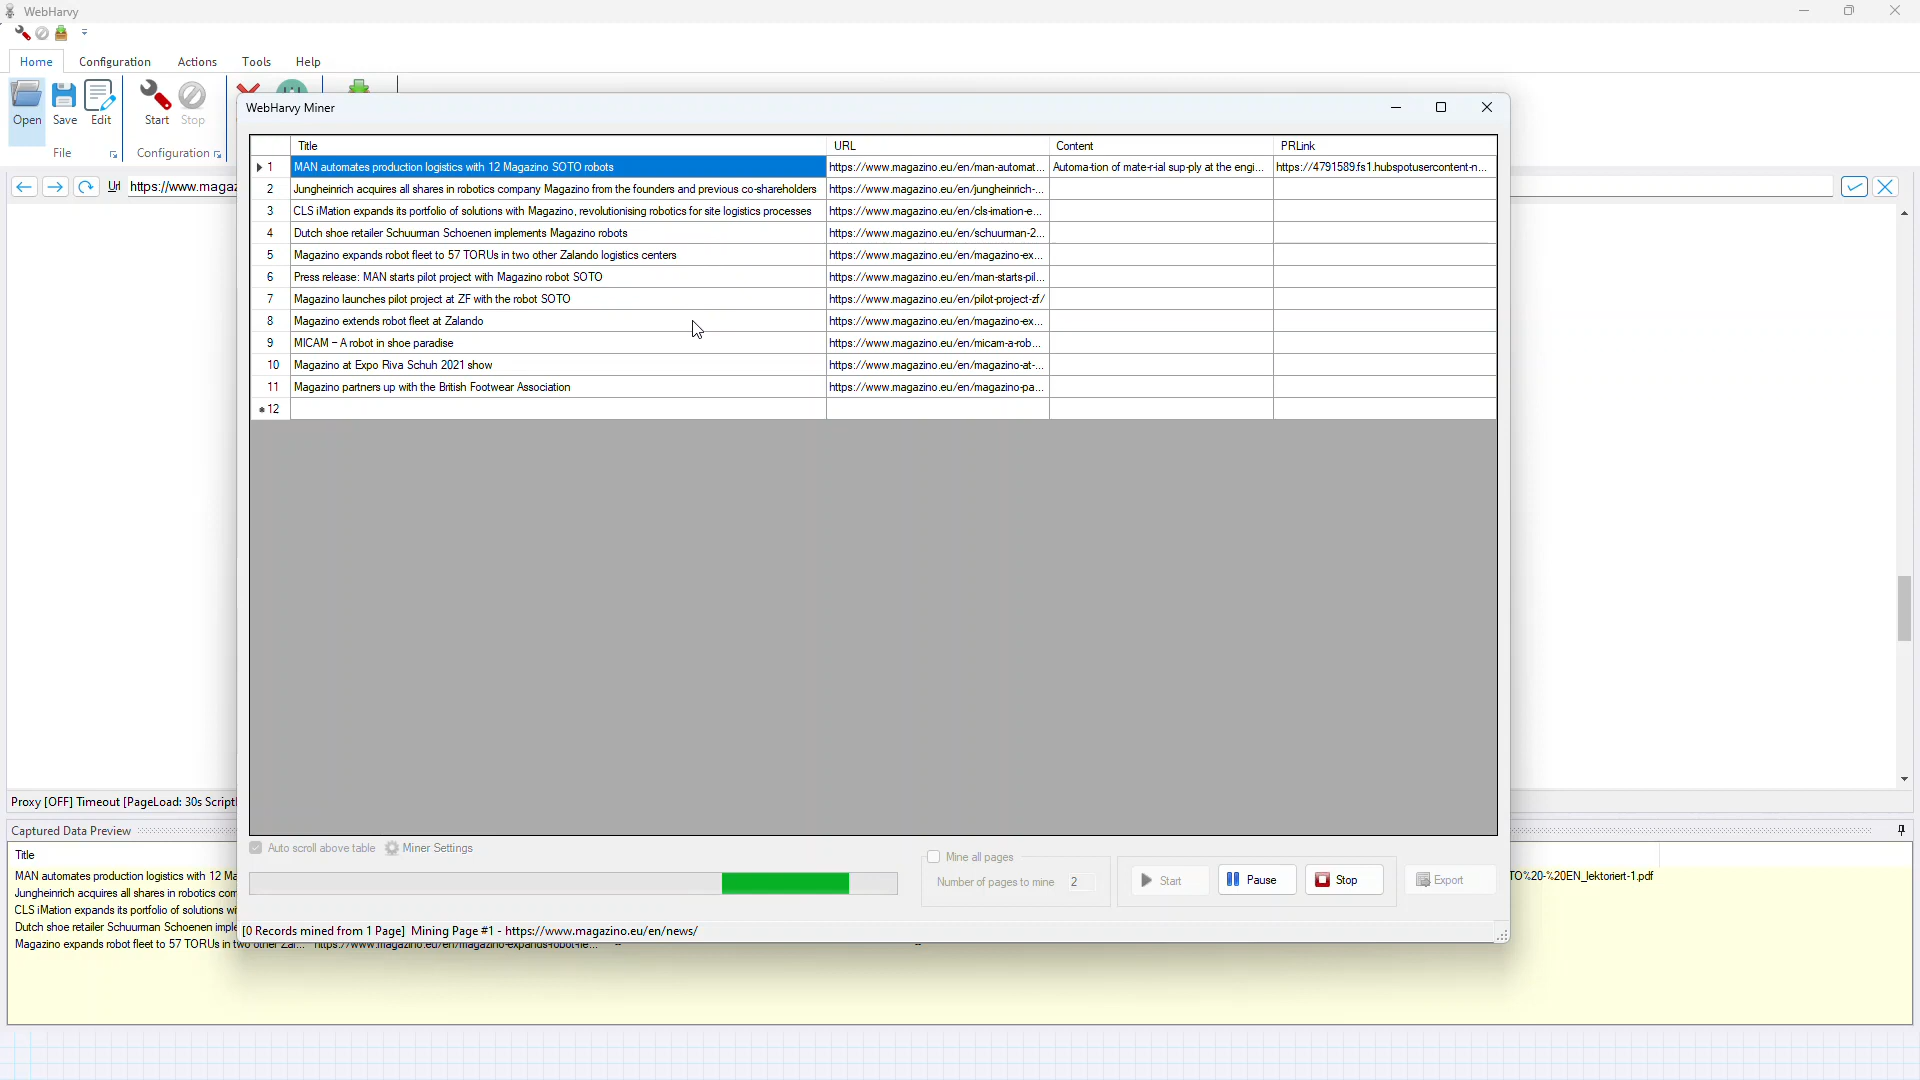 WebHarvy
Home Configuration Actions Tools Help
Open Save Edit Start Stop
File Configuration
Url https://www.magaz
WebHarvy Miner
Title URL Content PRLink
1 MAN automates production logistics with 12 Magazino SOTO robots https://www.magazino.eu/en/man-automat... Automa-tion of mate-r-ial sup-ply at the engi... https://4791589.fs1.hubspotusercontent-n...
2 Jungheinrich acquires all shares in robotics company Magazino from the founders and previous co-shareholders https://www.magazino.eu/en/jungheinrich-...
3 CLS iMation expands its portfolio of solutions with Magazino, revolutionising robotics for site logistics processes https://www.magazino.eu/en/cls-imation-e...
4 Dutch shoe retailer Schuurman Schoenen implements Magazino robots https://www.magazino.eu/en/schuurman-2...
5 Magazino expands robot fleet to 57 TORUs in two other Zalando logistics centers https://www.magazino.eu/en/magazino-ex...
6 Press release: MAN starts pilot project with Magazino robot SOTO https://www.magazino.eu/en/man-starts-pil...
7 Magazino launches pilot project at ZF with the robot SOTO https://www.magazino.eu/en/pilot-project-zf/
8 Magazino extends robot fleet at Zalando https://www.magazino.eu/en/magazino-ex...
9 MICAM – A robot in shoe paradise https://www.magazino.eu/en/micam-a-rob...
10 Magazino at Expo Riva Schuh 2021 show https://www.magazino.eu/en/magazino-at-...
11 Magazino partners up with the British Footwear Association https://www.magazino.eu/en/magazino-pa...
12
Auto scroll above table Miner Settings
Mine all pages
Number of pages to mine 2
Start Pause Stop Export
[0 Records mined from 1 Page] Mining Page #1 - https://www.magazino.eu/en/news/
Proxy [OFF] Timeout [PageLoad: 30s Script
Captured Data Preview
Title
MAN automates production logistics with 12 Ma TO%20-%20EN_lektoriert-1.pdf
Jungheinrich acquires all shares in robotics com
CLS iMation expands its portfolio of solutions wi
Dutch shoe retailer Schuurman Schoenen imple
Magazino expands robot fleet to 57 TORUs in two other Zal... https://www.magazino.eu/en/magazino-expands-robot-fle...